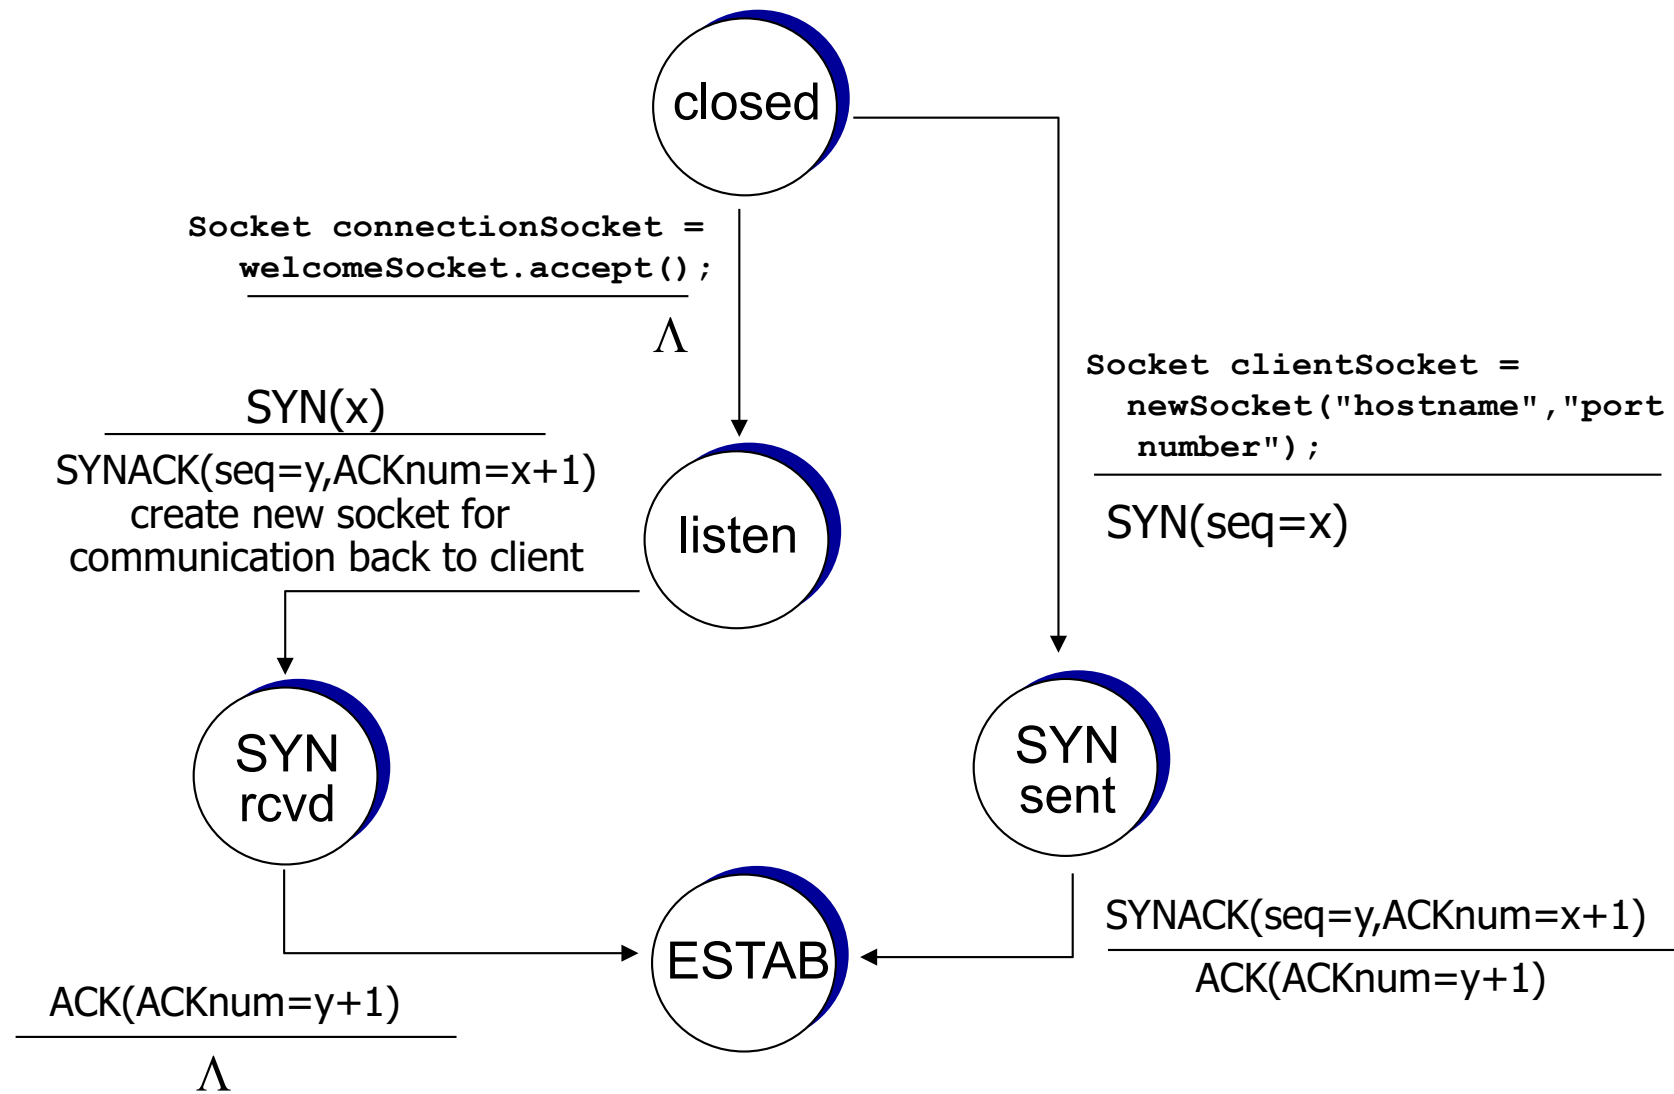 closed
Socket connectionSocket =
welcomeSocket.accept();
Λ
Socket clientSocket =
newSocket("hostname","port
number");
SYN(seq=x)
SYN(x)
SYNACK(seq=y,ACKnum=x+1)
create new socket for
communication back to client
listen
SYN
rcvd
SYN
sent
ESTAB
SYNACK(seq=y,ACKnum=x+1)
ACK(ACKnum=y+1)
ACK(ACKnum=y+1)
Λ